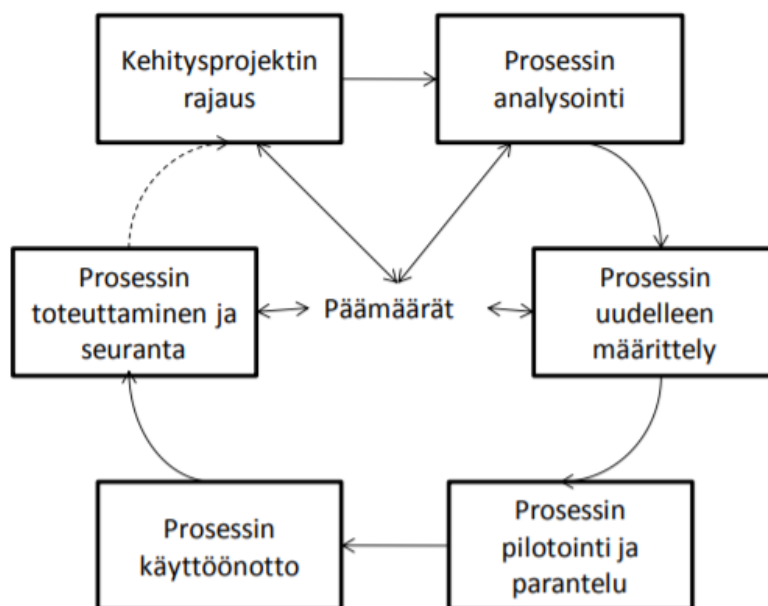 Kehitysprojektin
rajaus
Prosessin
analysointi
Prosessin
toteuttaminen ja
seuranta
Päämäärät
Prosessin
uudelleen
määrittely
Prosessin
käyttöönotto
Prosessin
pilotointi ja
parantelu